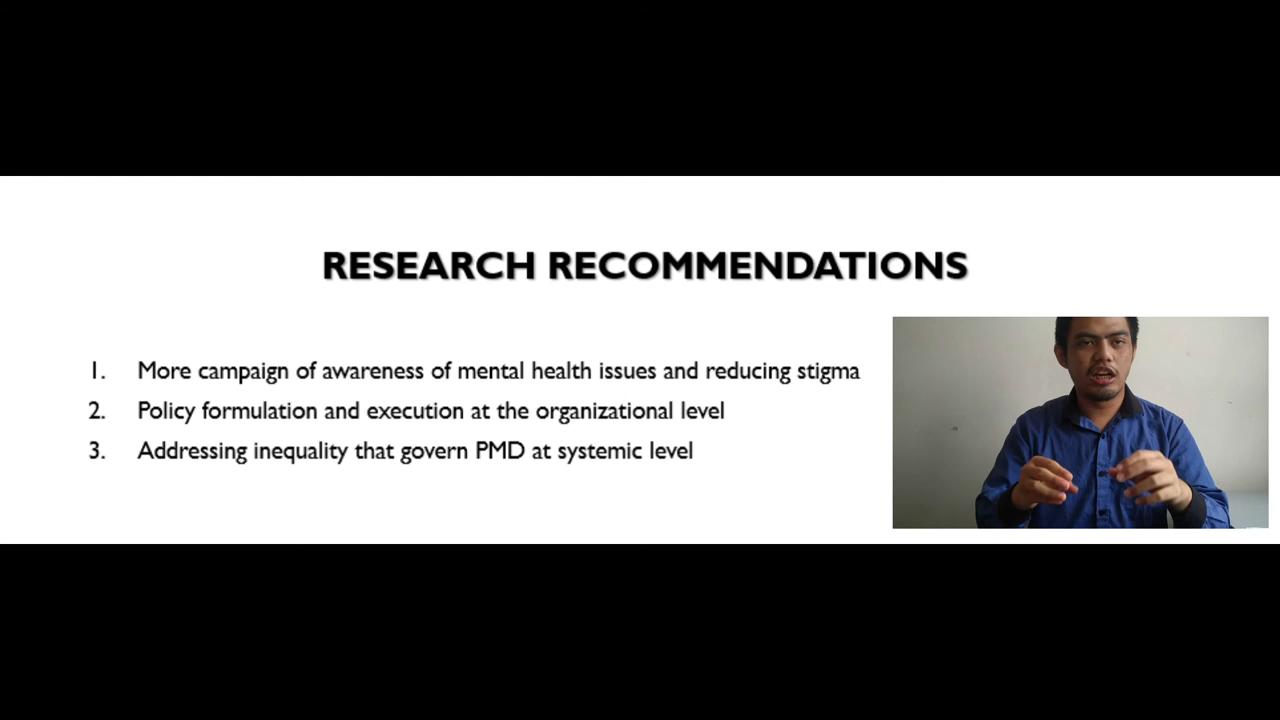 RESEARCH RECOMMENDATIONS
1. More campaign of awareness of mental health issues and reducing stigma
2. Policy formulation and execution at the organizational level
3. Addressing inequality that govern PMD at systemic level